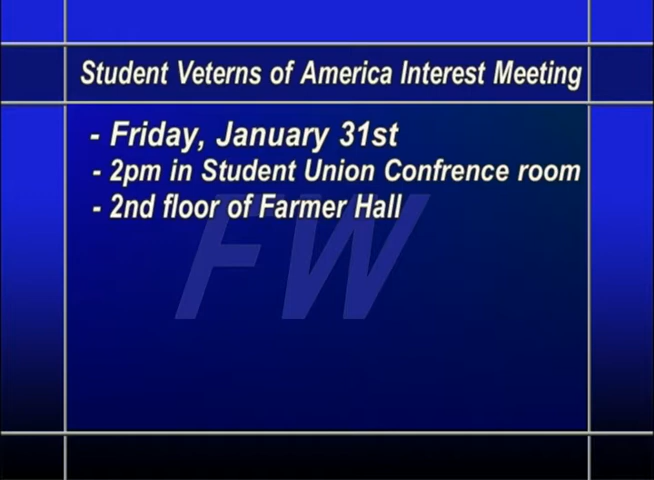 Student Veterns of America Interest Meeting
- Friday, January 31st
- 2pm in Student Union Confrence room
- 2nd floor of Farmer Hall
FW